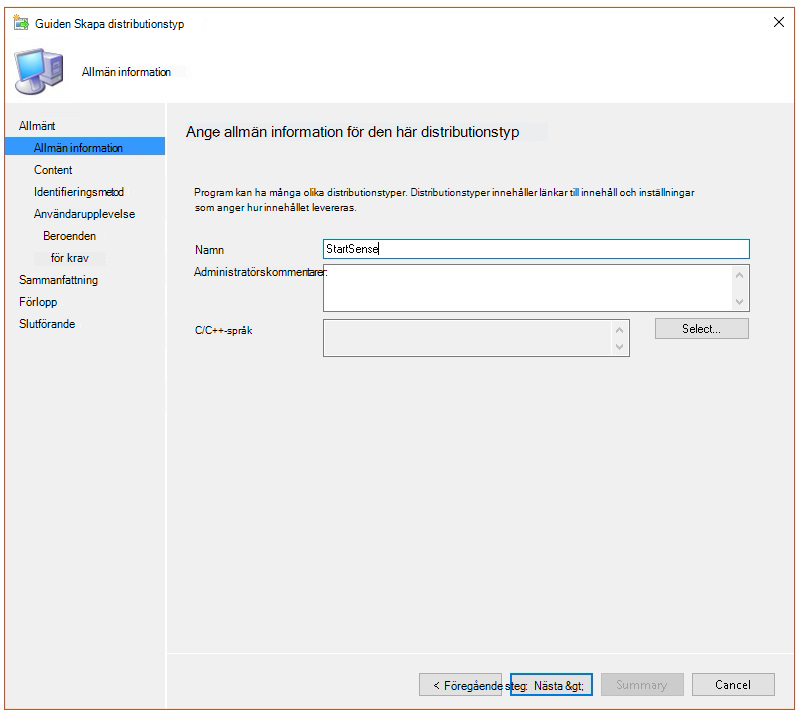 Guiden Skapa distributionstyp
Allmän information
Allmänt
Allmän information
Content
Identifieringsmetod
Användarupplevelse
Beroenden
för krav
Sammanfattning
Förlopp
Slutförande
Ange allmän information för den här distributionstyp
Program kan ha många olika distributionstyper. Distributionstyper innehåller länkar till innehåll och inställningar
som anger hur innehållet levereras.
Namn
StartSense
Administratörskommentarer:
C/C++-språk
Select...
< Föregående steg:
Nästa &gt;
Summary
Cancel